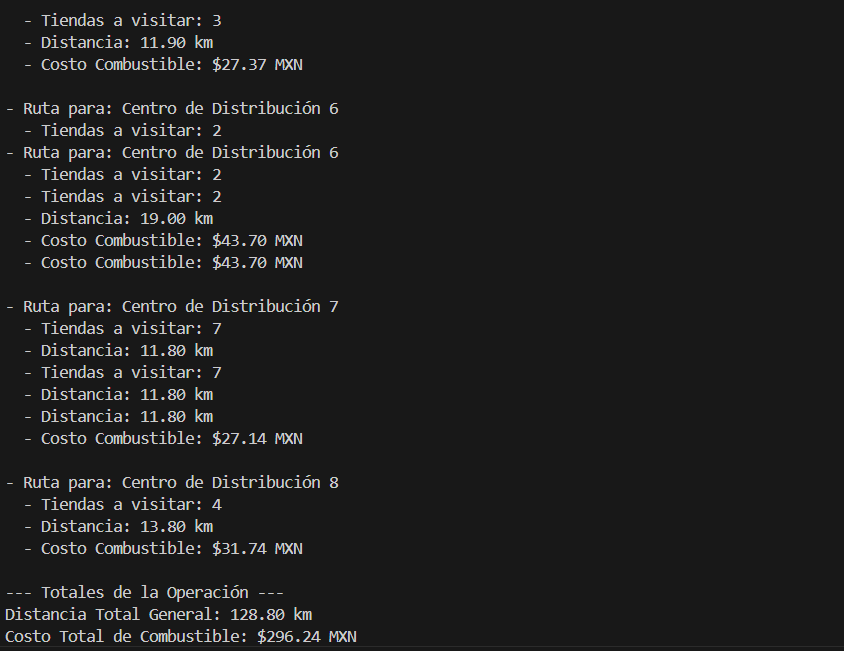 - Tiendas a visitar: 3
- Distancia: 11.90 km
- Costo Combustible: $27.37 MXN
- Ruta para: Centro de Distribución 6
- Tiendas a visitar: 2
- Ruta para: Centro de Distribución 6
- Tiendas a visitar: 2
- Tiendas a visitar: 2
- Distancia: 19.00 km
- Costo Combustible: $43.70 MXN
- Costo Combustible: $43.70 MXN
- Ruta para: Centro de Distribución 7
- Tiendas a visitar: 7
- Distancia: 11.80 km
- Tiendas a visitar: 7
- Distancia: 11.80 km
- Distancia: 11.80 km
- Costo Combustible: $27.14 MXN
- Ruta para: Centro de Distribución 8
- Tiendas a visitar: 4
- Distancia: 13.80 km
- Costo Combustible: $31.74 MXN
--- Totales de la Operación ---
Distancia Total General: 128.80 km
Costo Total de Combustible: $296.24 MXN